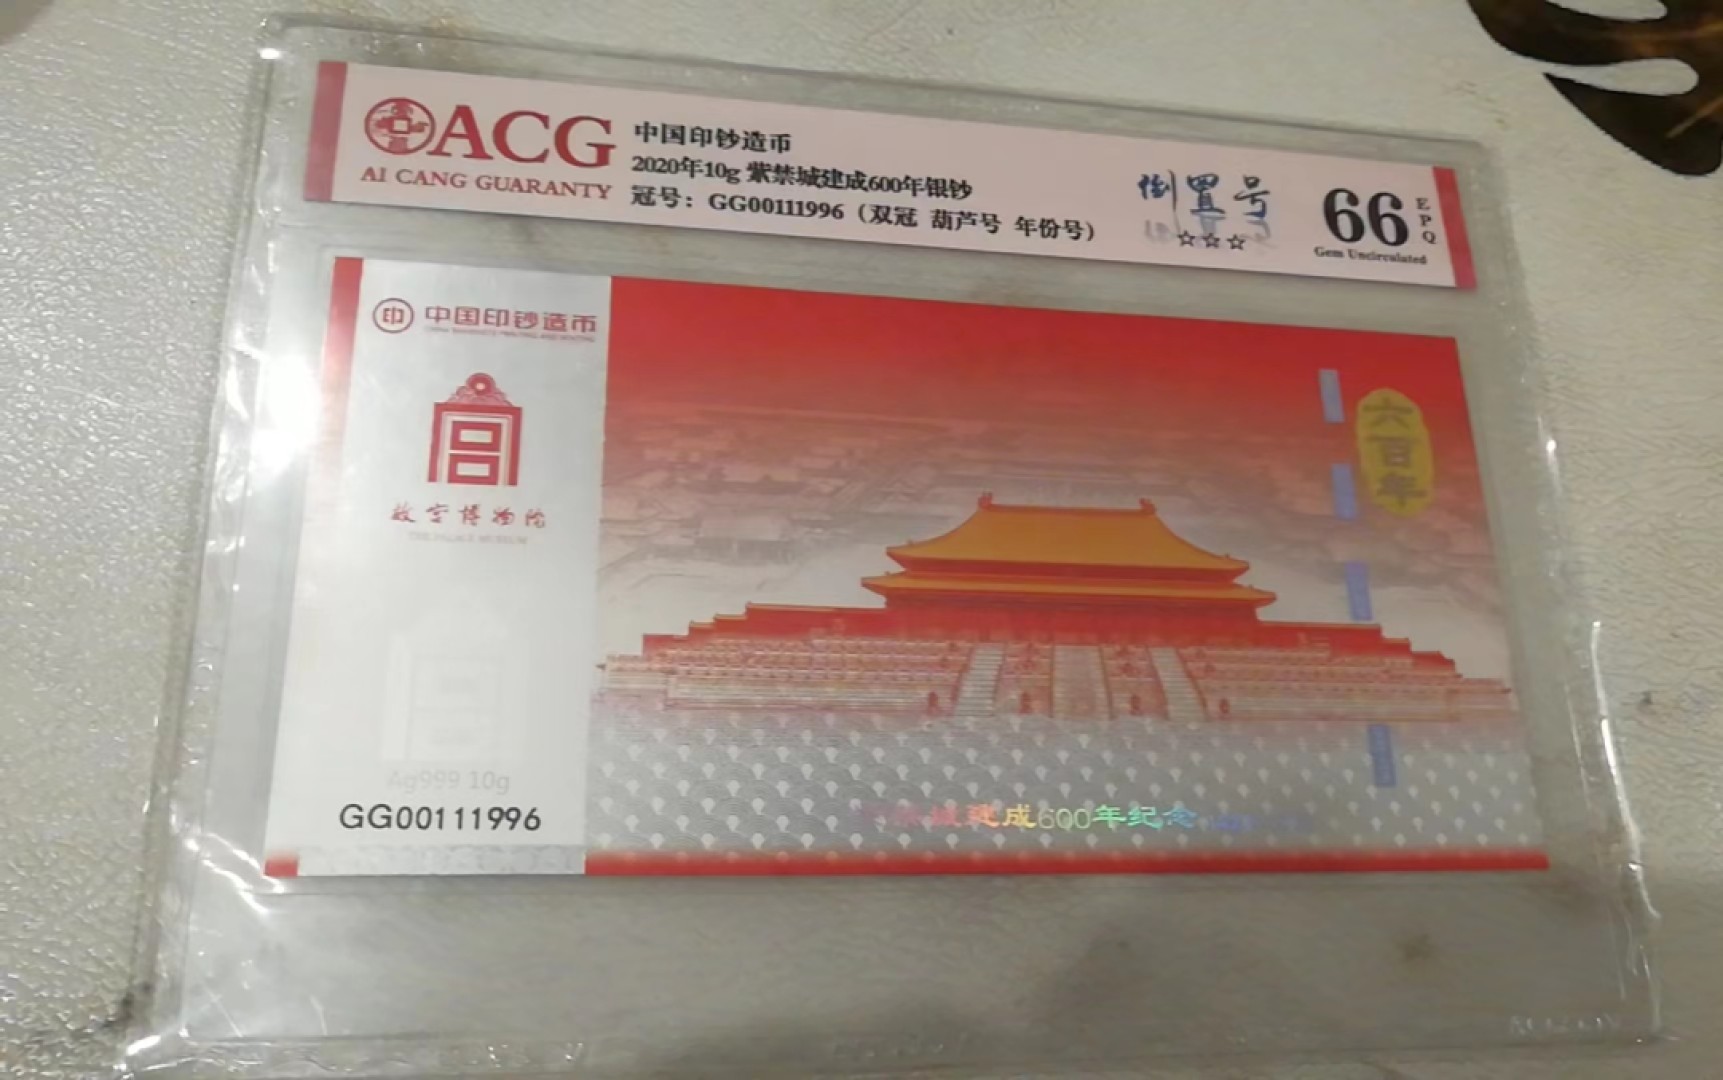 ACG
AI CANG GUARANTY
中国印钞造币
2020年10g 紫禁城建成600年银钞
冠号：GG00111996（双冠 葫芦号 年份号）
倒置号
☆☆☆
66
EPQ
Gem Uncirculated
印 中国印钞造币
故宫博物院
THE PALACE MUSEUM
Ag999 10g
GG00111996
六百年
城建成600年纪念